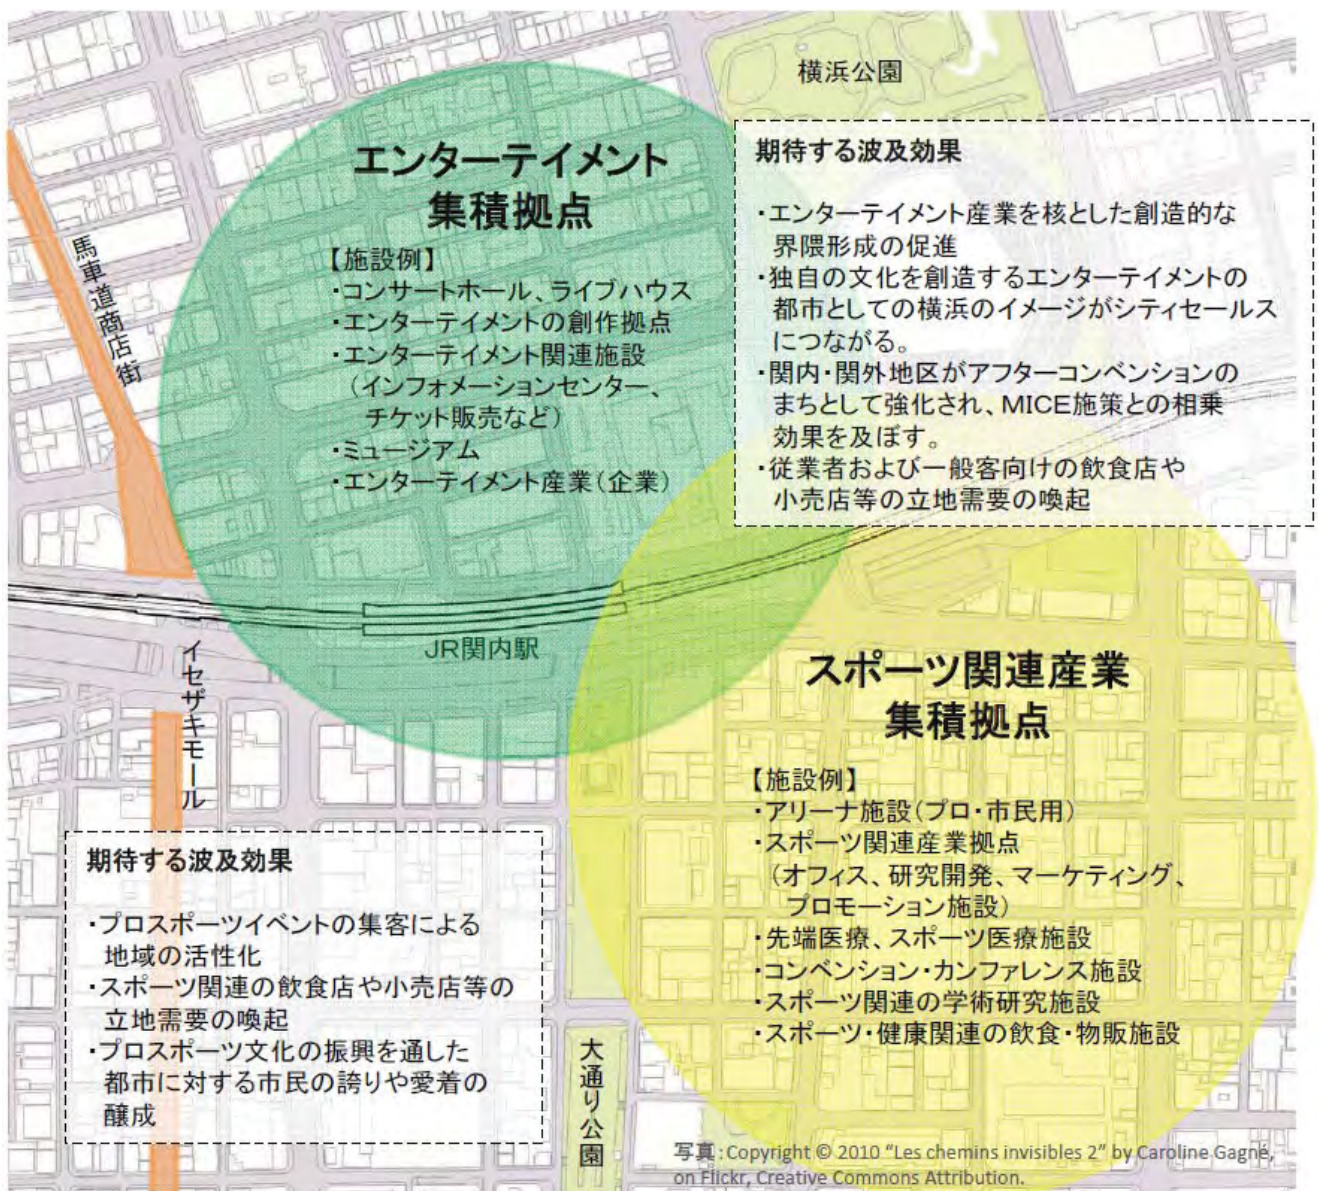 横浜公園
エンターテイメント
集積拠点
【施設例】
・コンサートホール、ライブハウス
・エンターテイメントの創作拠点
・エンターテイメント関連施設
（インフォメーションセンター、
チケット販売など）
・ミュージアム
・エンターテイメント産業（企業）
期待する波及効果
・エンターテイメント産業を核とした創造的な
界隈形成の促進
・独自の文化を創造するエンターテイメントの
都市としての横浜のイメージがシティセールス
につながる。
・関内・関外地区がアフターコンベンションの
まちとして強化され、MICE施策との相乗
効果を及ぼす。
・従業者および一般客向けの飲食店や
小売店等の立地需要の喚起
馬車道商店街
JR関内駅
イセザキモール
スポーツ関連産業
集積拠点
【施設例】
・アリーナ施設（プロ・市民用）
・スポーツ関連産業拠点
（オフィス、研究開発、マーケティング、
プロモーション施設）
・先端医療、スポーツ医療施設
・コンベンション・カンファレンス施設
・スポーツ関連の学術研究施設
・スポーツ・健康関連の飲食・物販施設
期待する波及効果
・プロスポーツイベントの集客による
地域の活性化
・スポーツ関連の飲食店や小売店等の
立地需要の喚起
・プロスポーツ文化の振興を通した
都市に対する市民の誇りや愛着の
醸成
大通り公園
写真：Copyright © 2010 “Les chemins invisibles 2” by Caroline Gagné,
on Flickr, Creative Commons Attribution.